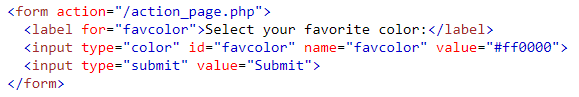 <form action="/action_page.php">
  <label for="favcolor">Select your favorite color:</label>
  <input type="color" id="favcolor" name="favcolor" value="#ff0000">
  <input type="submit" value="Submit">
</form>